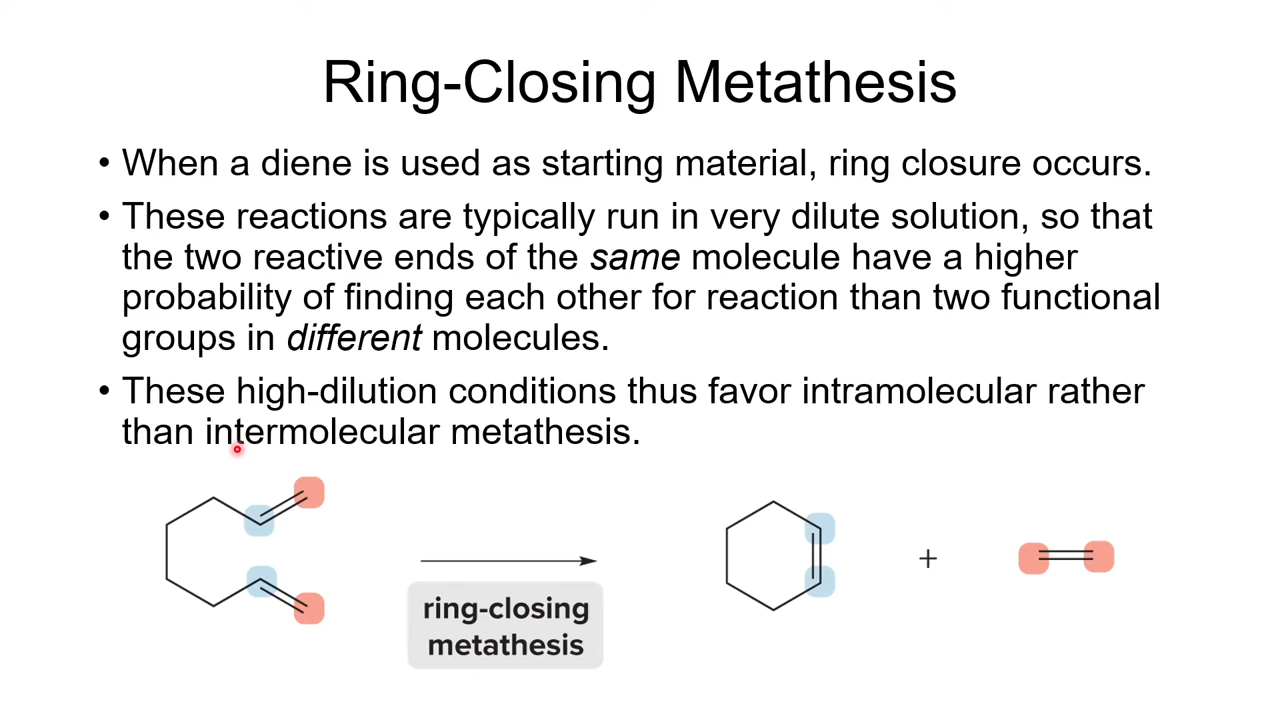 Ring-Closing Metathesis
• When a diene is used as starting material, ring closure occurs.
• These reactions are typically run in very dilute solution, so that
the two reactive ends of the same molecule have a higher
probability of finding each other for reaction than two functional
groups in different molecules.
• These high-dilution conditions thus favor intramolecular rather
than intermolecular metathesis.
+
ring-closing
metathesis